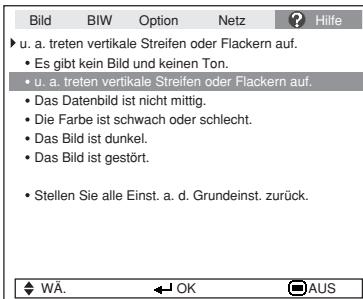 Bild BIW Option Netz ? Hilfe
u. a. treten vertikale Streifen oder Flackern auf.
• Es gibt kein Bild und keinen Ton.
• u. a. treten vertikale Streifen oder Flackern auf.
• Das Datenbild ist nicht mittig.
• Die Farbe ist schwach oder schlecht.
• Das Bild ist dunkel.
• Das Bild ist gestört.
• Stellen Sie alle Einst. a. d. Grundeinst. zurück.
WÄ. OK AUS